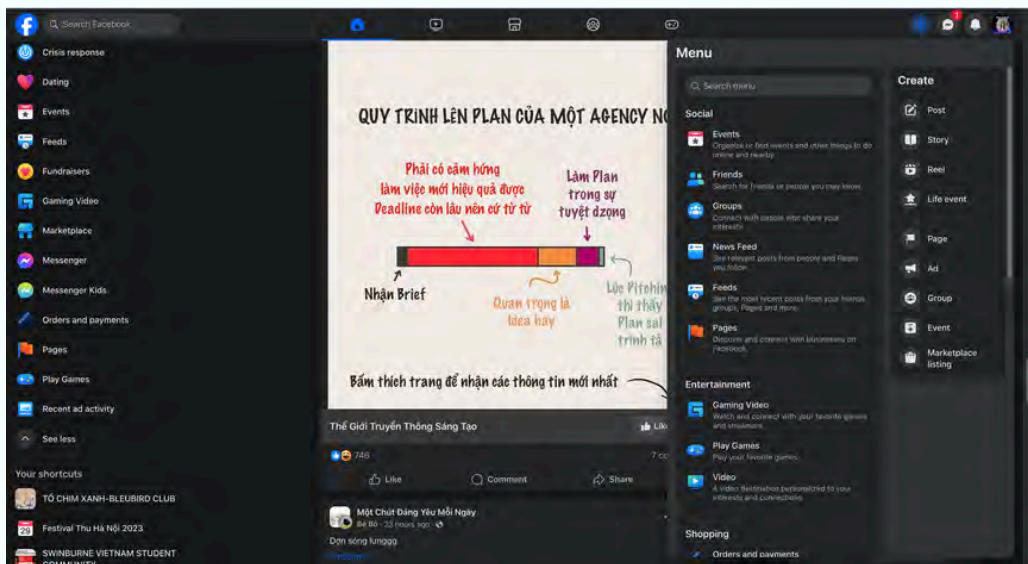 Search Facebook
1
Crisis response
Dating
Events
Feeds
Fundraisers
Gaming Video
Marketplace
Messenger
Messenger Kids
Orders and payments
Pages
Play Games
Recent ad activity
See less
Your shortcuts
TỔ CHIM XANH-BLEUBIRD CLUB
29
Festival Thu Hà Nội 2023
SWINBURNE VIETNAM STUDENT
COMMUNITY
QUY TRÌNH LÊN PLAN CỦA MỘT AGENCY
Phải có cảm hứng
làm việc mới hiệu quả được
Deadline còn lâu nên cứ từ từ
Làm Plan
trong sự
tuyệt dzọng
Nhận Brief
Quan trọng là
Idea hay
Lúc Pitchin
thì thấy
Plan sai
trình tả
Bấm thích trang để nhận các thông tin mới nhất
Thế Giới Truyền Thông Sáng Tạo
746
Like
Comment
Share
Một Chút Đáng Yêu Mỗi Ngày
Bé Bỏ · 23 hours ago
Dợn sóng lunggg
Menu
Search menu
Social
Events
Organize or find events and other things to do
online and nearby.
Friends
Search for friends or people you may know.
Groups
Connect with people who share your
interests.
News Feed
See relevant posts from people and Pages
you follow.
Feeds
See the most recent posts from your friends,
groups, Pages and more.
Pages
Discover and connect with businesses on
Facebook.
Entertainment
Gaming Video
Watch and connect with your favorite games
and streamers.
Play Games
Play your favorite games.
Video
A video destination personalized to your
interests and connections.
Shopping
Orders and payments
Create
Post
Story
Reel
Life event
Page
Ad
Group
Event
Marketplace
listing